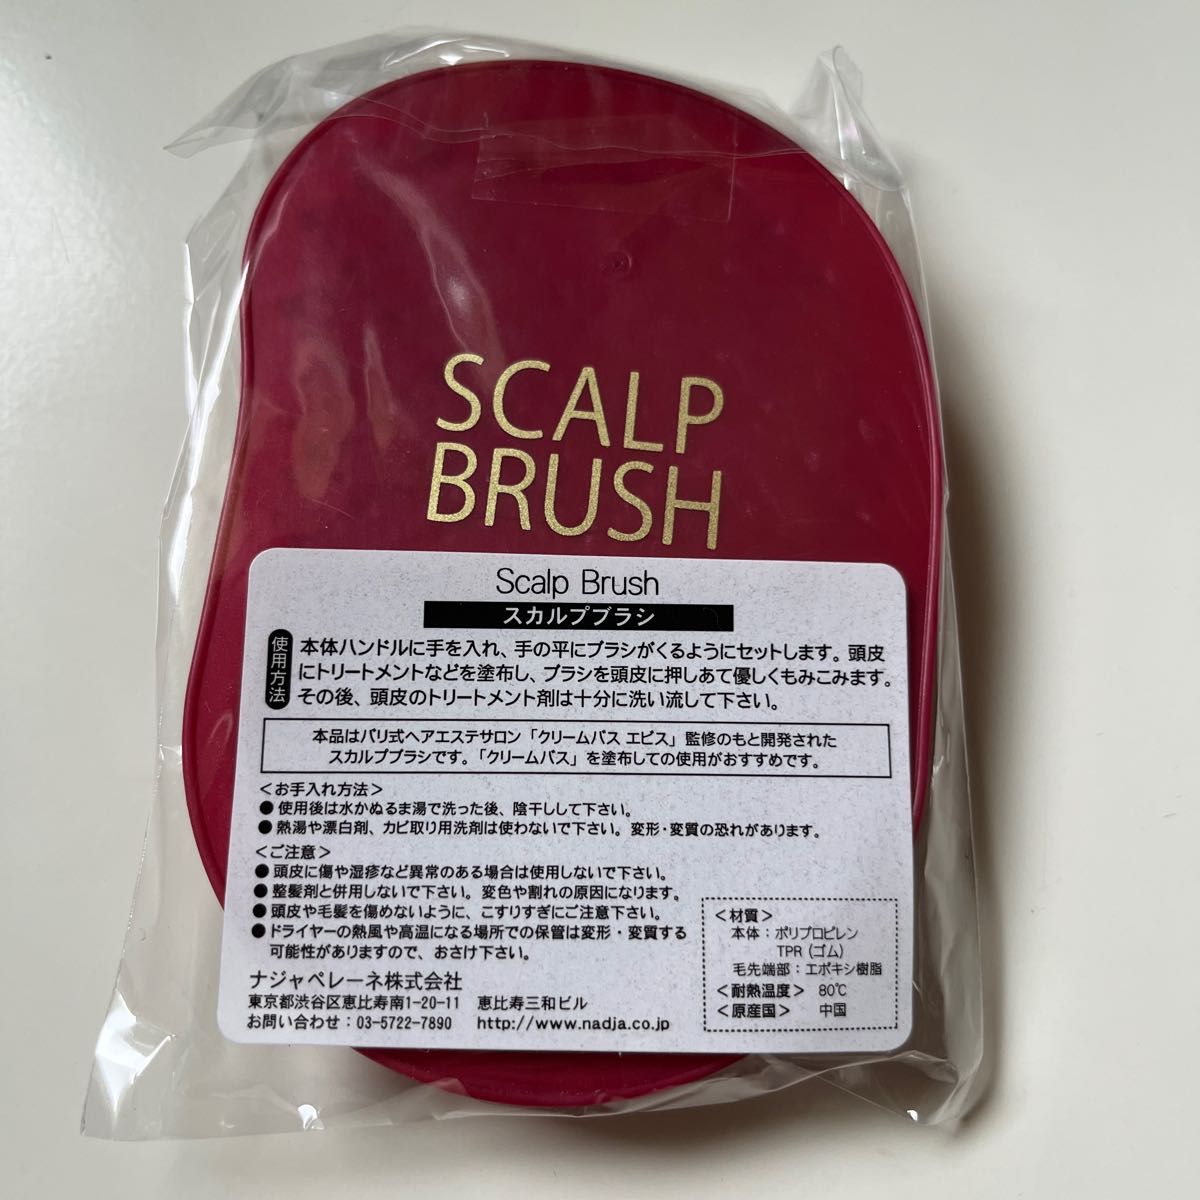 SCALP
BRUSH
Scalp Brush
スカルプブラシ
使用方法
本体ハンドルに手を入れ、手の平にブラシがくるようにセットします。頭皮
にトリートメントなどを塗布し、ブラシを頭皮に押しあて優しくもみこみます。
その後、頭皮のトリートメント剤は十分に洗い流して下さい。
本品はバリ式ヘアエステサロン「クリームバス エビス」監修のもと開発された
スカルプブラシです。「クリームバス」を塗布しての使用がおすすめです。
＜お手入れ方法＞
●使用後は水かぬるま湯で洗った後、陰干しして下さい。
●熱湯や漂白剤、カビ取り用洗剤は使わないで下さい。変形・変質の恐れがあります。
＜ご注意＞
●頭皮に傷や湿疹など異常のある場合は使用しないで下さい。
●整髪剤と併用しないで下さい。変色や割れの原因になります。
●頭皮や毛髪を傷めないように、こすりすぎにご注意下さい。
●ドライヤーの熱風や高温になる場所での保管は変形・変質する
可能性がありますので、おさけ下さい。
ナジャペレーネ株式会社
東京都渋谷区恵比寿南1-20-11 恵比寿三和ビル
お問い合わせ：03-5722-7890 http://www.nadja.co.jp
＜材質＞
本体：ポリプロピレン
TPR（ゴム）
毛先端部：エポキシ樹脂
＜耐熱温度＞ 80℃
＜原産国＞ 中国